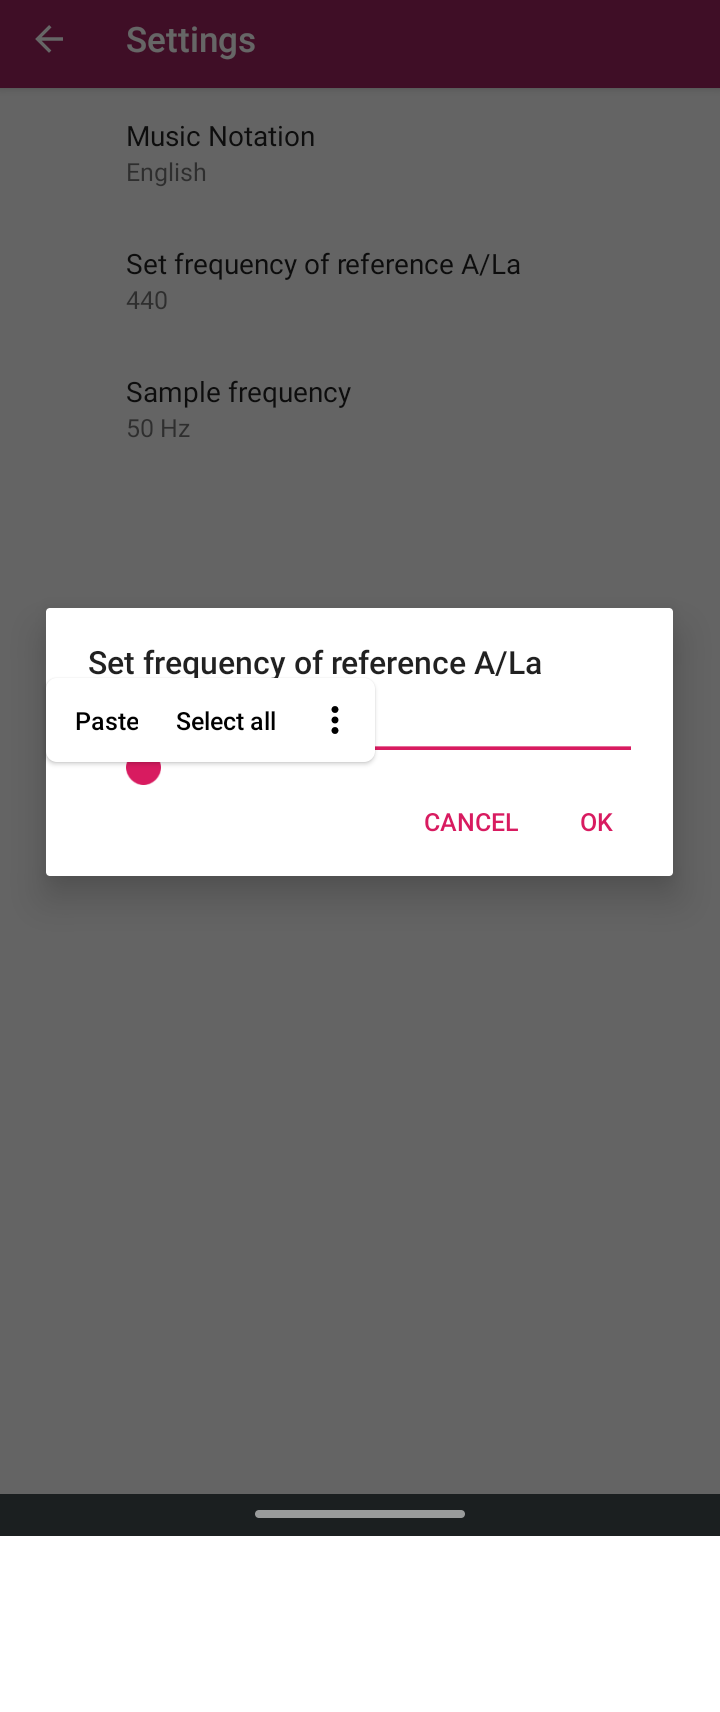 Settings
Music Notation
English
Set frequency of reference A/La
440
Sample frequency
50 Hz
Set frequency of reference A/La
Paste Select all
CANCEL OK